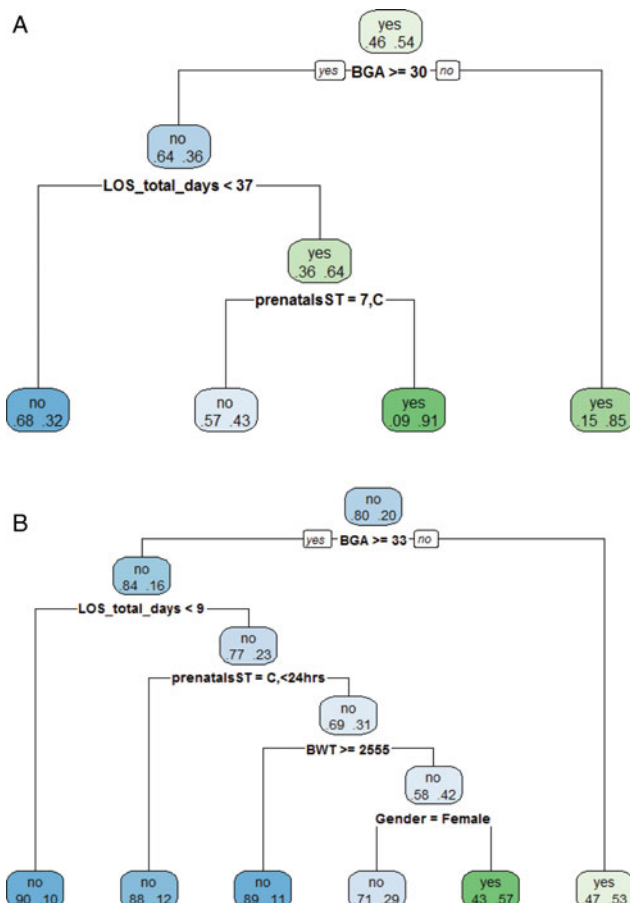 A
yes
.46 .54
yes BGA >= 30 no
no
.64 .36
LOS_total_days < 37
yes
.36 .64
prenatalsST = 7,C
no no yes yes
.68 .32 .57 .43 .09 .91 .15 .85
B
no
.80 .20
yes BGA >= 33 no
no
.84 .16
LOS_total_days < 9
no
.77 .23
prenatalsST = C,<24hrs
no
.69 .31
BWT >= 2555
no
.58 .42
Gender = Female
no no no no yes yes
.90 .10 .88 .12 .89 .11 .71 .29 .43 .57 .47 .53